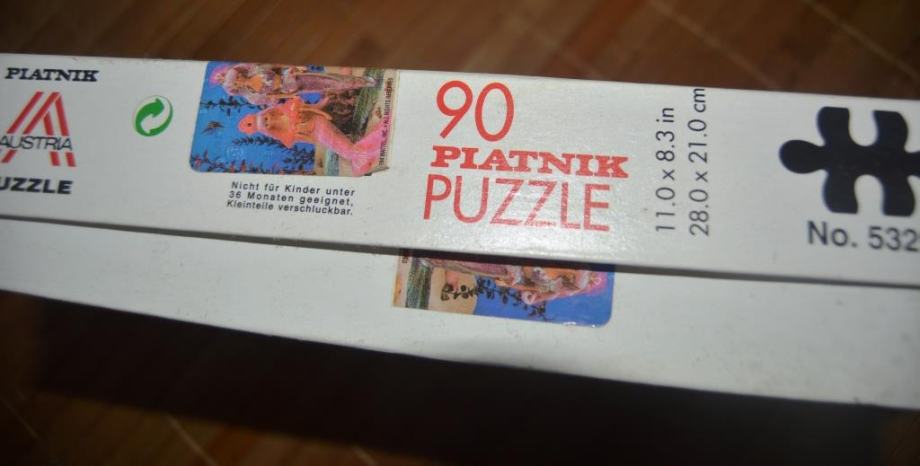 PIATNIK
AUSTRIA
UZZLE
Nicht für Kinder unter
36 Monaten geeignet,
Kleinteile verschluckbar.
90
PIATNIK
PUZZLE
11.0 x 8.3 in
28.0 x 21.0 cm
No. 532